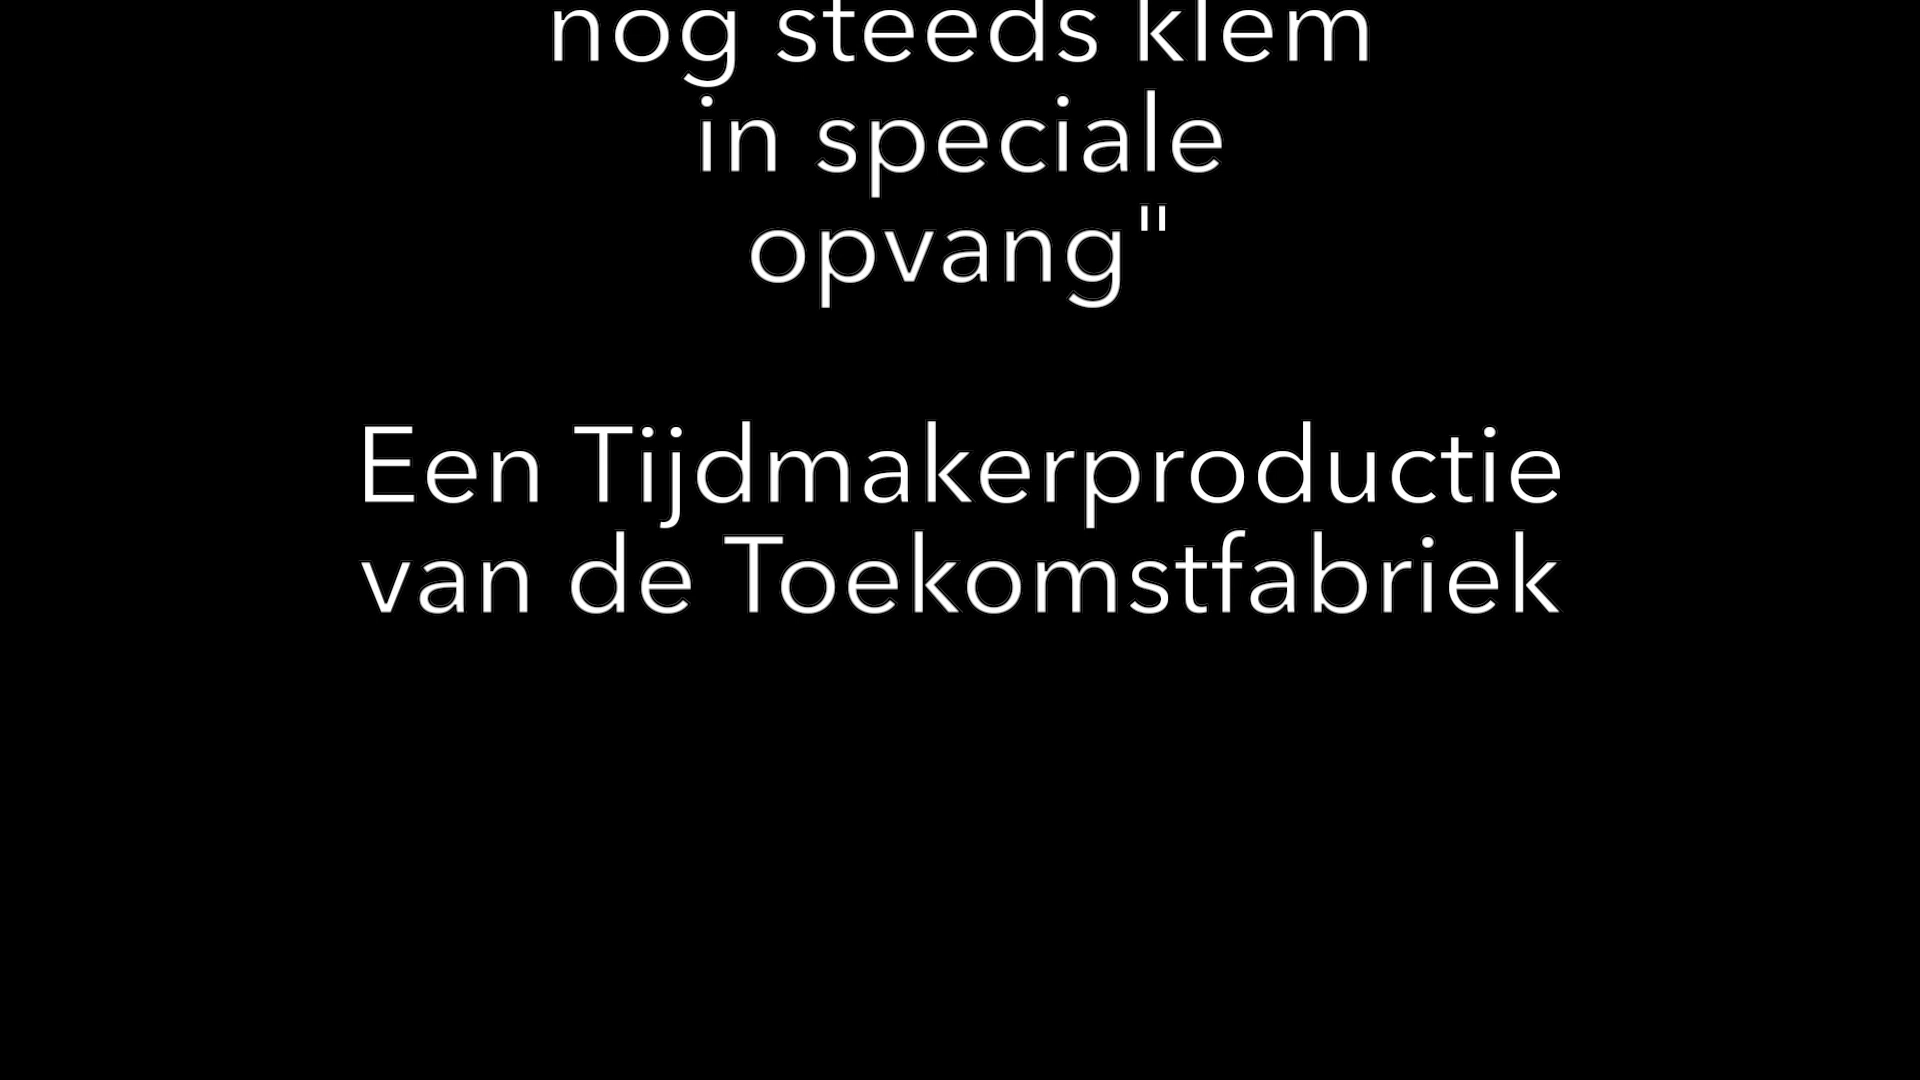 nog steeds klem
in speciale
opvang"
Een Tijdmakerproductie
van de Toekomstfabriek